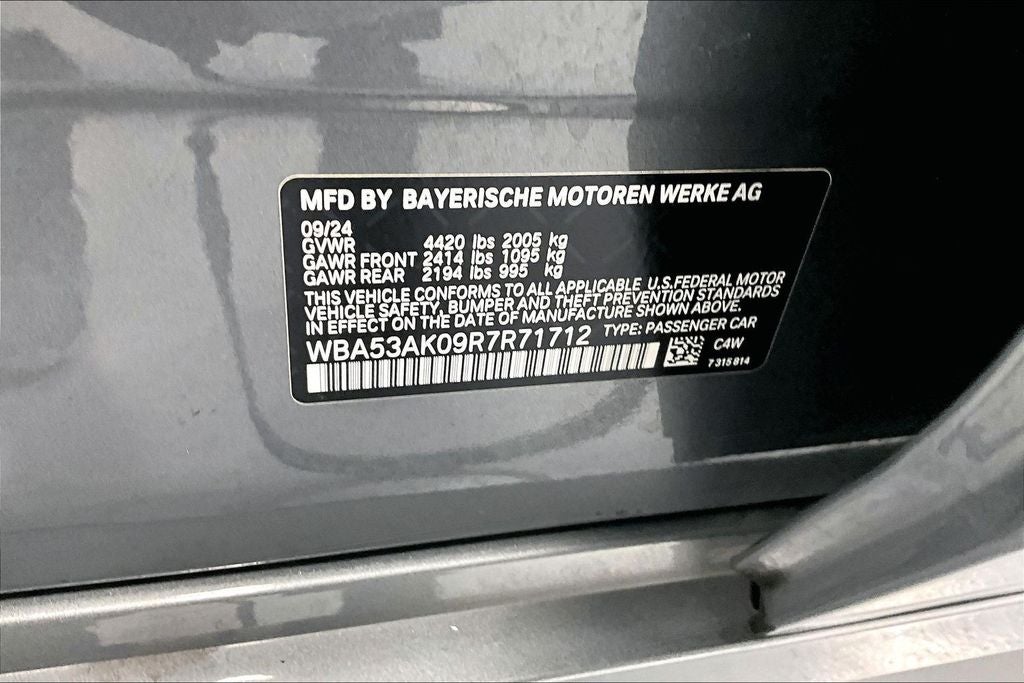 MFD BY BAYERISCHE MOTOREN WERKE AG
09/24
GVWR 4420 lbs 2005 kg
GAWR FRONT 2414 lbs 1095 kg
GAWR REAR 2194 lbs 995 kg
THIS VEHICLE CONFORMS TO ALL APPLICABLE U.S.FEDERAL MOTOR
VEHICLE SAFETY, BUMPER AND THEFT PREVENTION STANDARDS
IN EFFECT ON THE DATE OF MANUFACTURE SHOWN ABOVE.
WBA53AK09R7R71712 TYPE: PASSENGER CAR
C4W
7315814